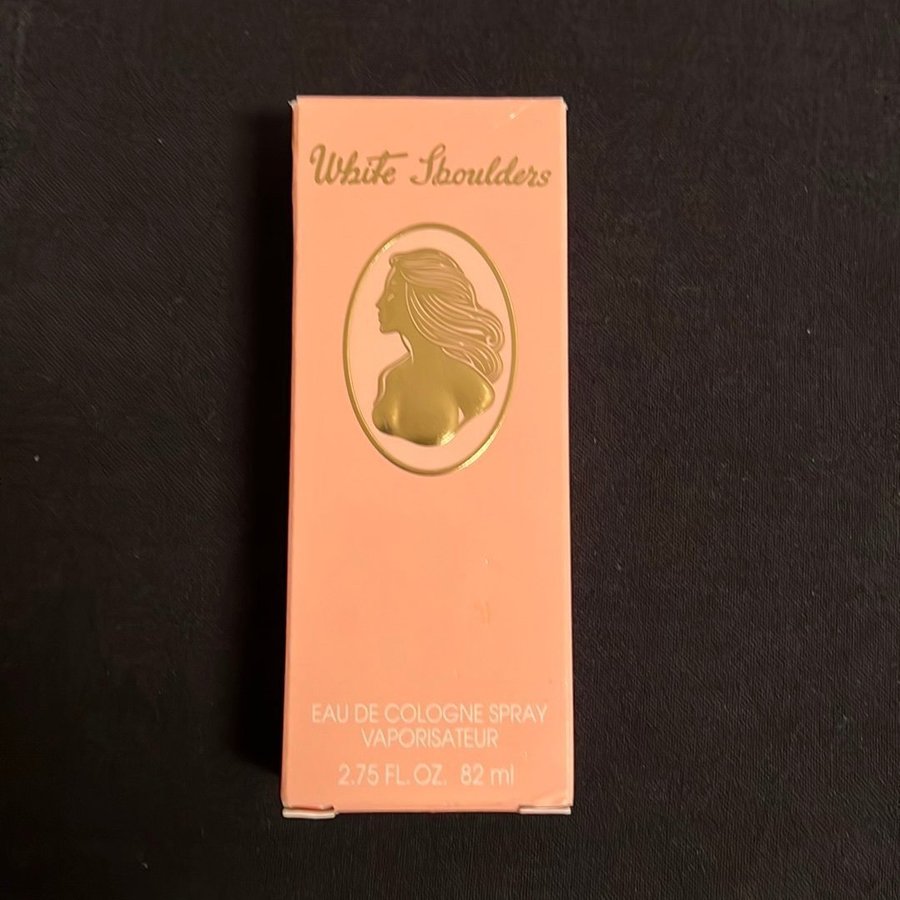 White Shoulders
EAU DE COLOGNE SPRAY
VAPORISATEUR
2.75 FL. OZ. 82 ml